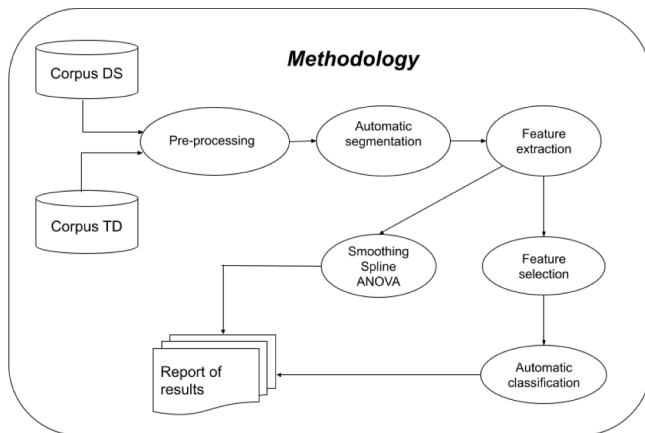 Methodology
Corpus DS
Pre-processing
Automatic
segmentation
Feature
extraction
Corpus TD
Smoothing
Spline
ANOVA
Feature
selection
Report of
results
Automatic
classification